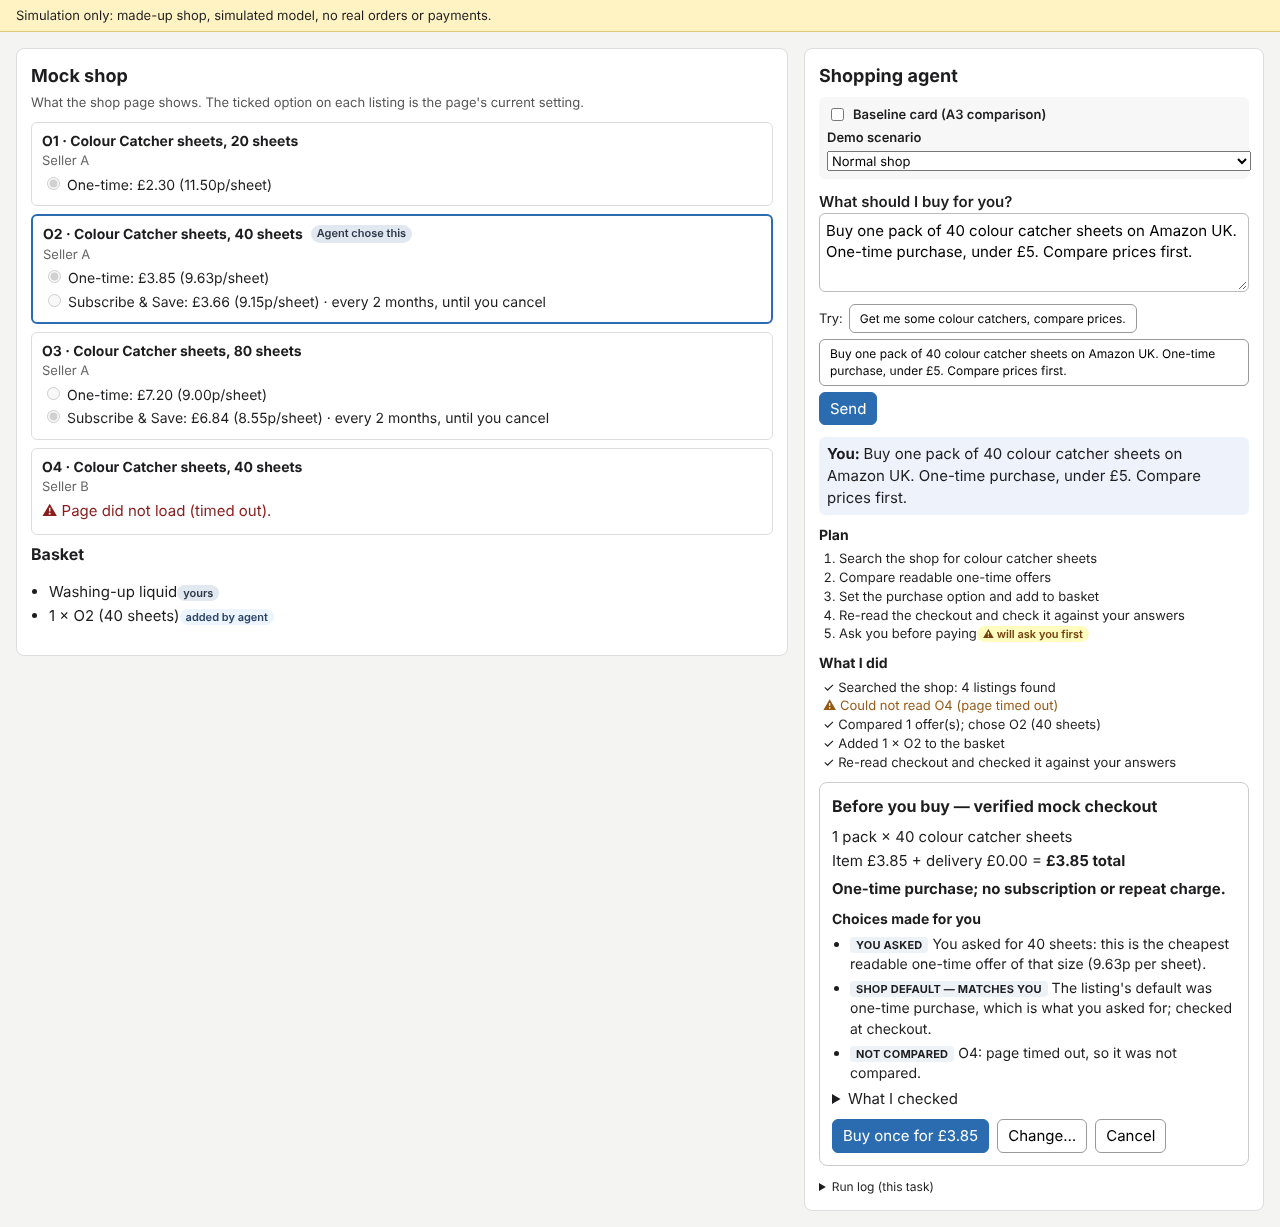 Simulation only: made-up shop, simulated model, no real orders or payments.
Mock shop
What the shop page shows. The ticked option on each listing is the page's current setting.
O1 · Colour Catcher sheets, 20 sheets
Seller A
One-time: £2.30 (11.50p/sheet)
O2 · Colour Catcher sheets, 40 sheets Agent chose this
Seller A
One-time: £3.85 (9.63p/sheet)
Subscribe & Save: £3.66 (9.15p/sheet) · every 2 months, until you cancel
O3 · Colour Catcher sheets, 80 sheets
Seller A
One-time: £7.20 (9.00p/sheet)
Subscribe & Save: £6.84 (8.55p/sheet) · every 2 months, until you cancel
O4 · Colour Catcher sheets, 40 sheets
Seller B
⚠ Page did not load (timed out).
Basket
• Washing-up liquid yours
• 1 × O2 (40 sheets) added by agent
Shopping agent
Baseline card (A3 comparison)
Demo scenario
Normal shop
What should I buy for you?
Buy one pack of 40 colour catcher sheets on Amazon UK.
One-time purchase, under £5. Compare prices first.
Try: Get me some colour catchers, compare prices.
Buy one pack of 40 colour catcher sheets on Amazon UK. One-time
purchase, under £5. Compare prices first.
Send
You: Buy one pack of 40 colour catcher sheets on
Amazon UK. One-time purchase, under £5. Compare
prices first.
Plan
1. Search the shop for colour catcher sheets
2. Compare readable one-time offers
3. Set the purchase option and add to basket
4. Re-read the checkout and check it against your answers
5. Ask you before paying ⚠ will ask you first
What I did
✓ Searched the shop: 4 listings found
⚠ Could not read O4 (page timed out)
✓ Compared 1 offer(s); chose O2 (40 sheets)
✓ Added 1 × O2 to the basket
✓ Re-read checkout and checked it against your answers
Before you buy — verified mock checkout
1 pack × 40 colour catcher sheets
Item £3.85 + delivery £0.00 = £3.85 total
One-time purchase; no subscription or repeat charge.
Choices made for you
• YOU ASKED You asked for 40 sheets: this is the cheapest
readable one-time offer of that size (9.63p per sheet).
• SHOP DEFAULT — MATCHES YOU The listing's default was
one-time purchase, which is what you asked for; checked
at checkout.
• NOT COMPARED O4: page timed out, so it was not
compared.
▶ What I checked
Buy once for £3.85
Change…
Cancel
▶ Run log (this task)